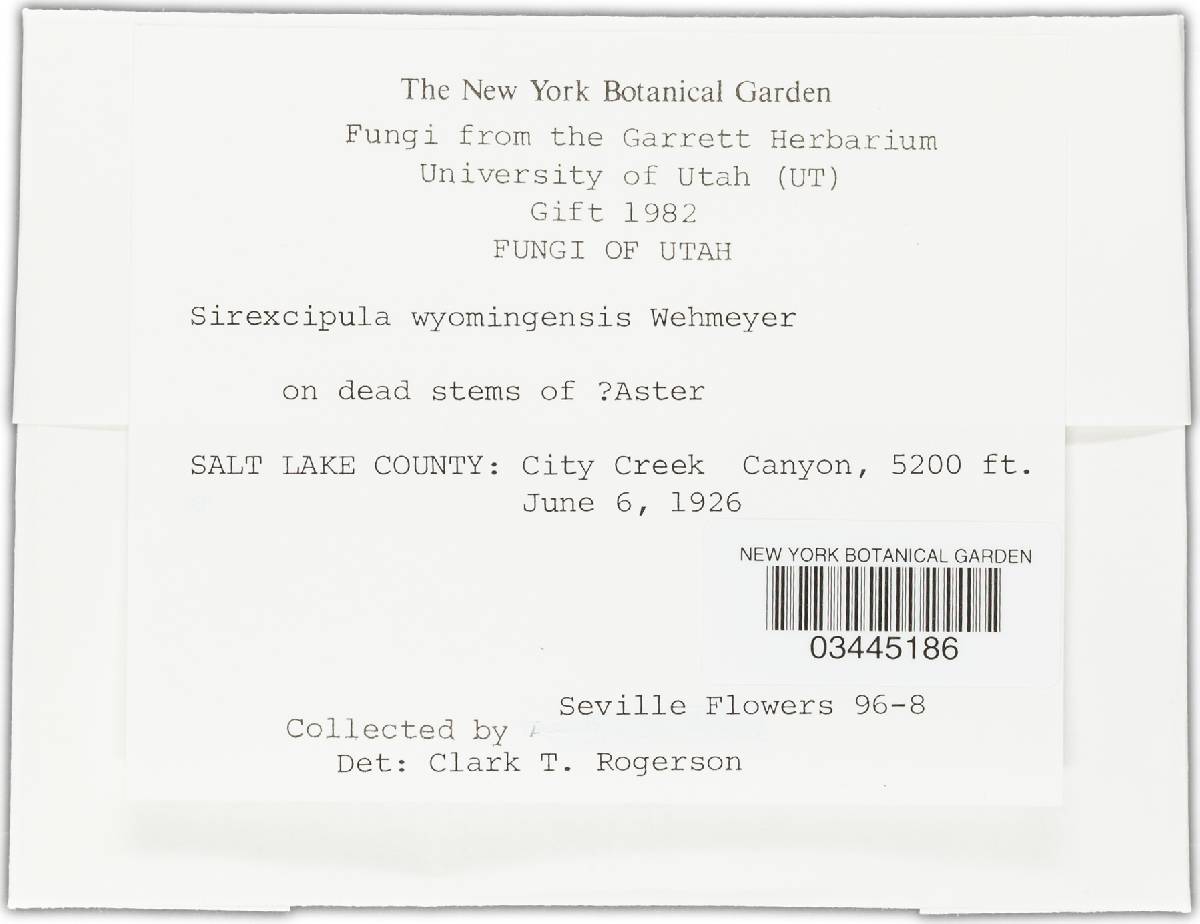 The New York Botanical Garden
Fungi from the Garrett Herbarium
University of Utah (UT)
Gift 1982
FUNGI OF UTAH
Sirexcipula wyomingensis Wehmeyer
on dead stems of ?Aster
SALT LAKE COUNTY: City Creek Canyon, 5200 ft.
June 6, 1926
NEW YORK BOTANICAL GARDEN
03445186
Seville Flowers 96-8
Collected by
Det: Clark T. Rogerson